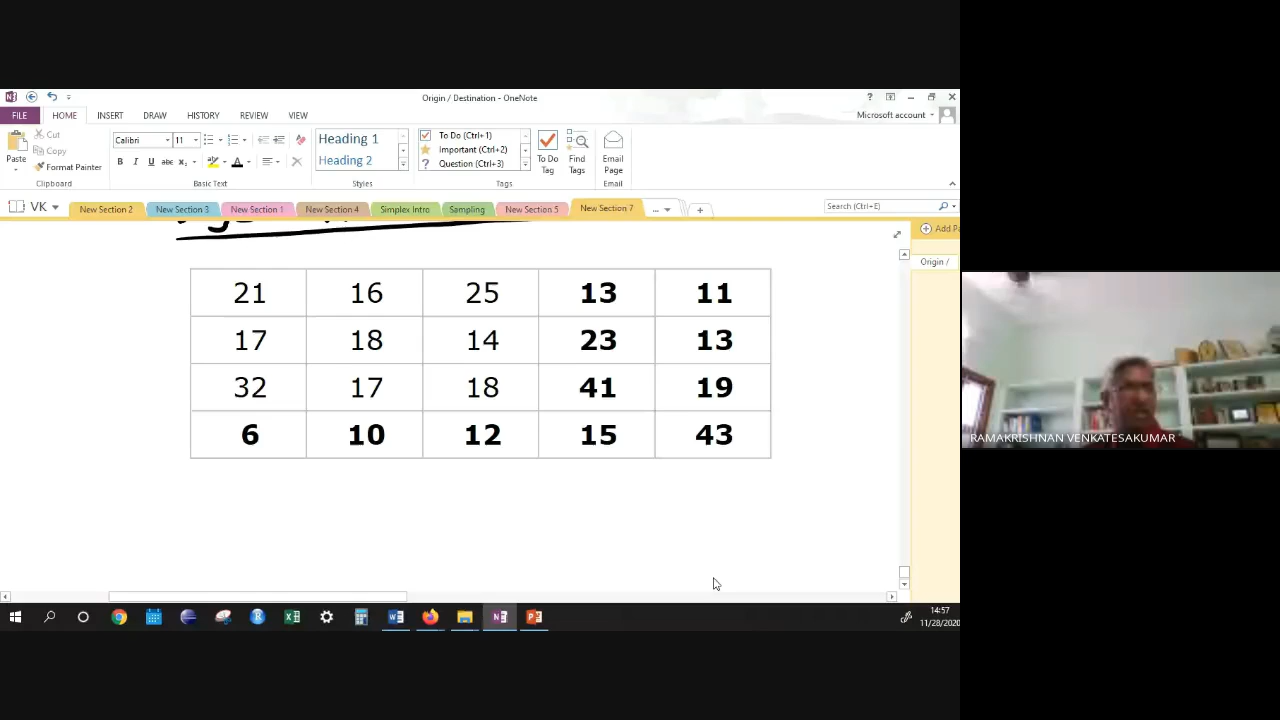 Origin / Destination - OneNote
?
FILE HOME INSERT DRAW HISTORY REVIEW VIEW
Microsoft account
Paste
Cut
Copy
Format Painter
Clipboard
Calibri 11
B I U abc X₂ A
Basic Text
Heading 1
Heading 2
Styles
To Do (Ctrl+1)
Important (Ctrl+2)
Question (Ctrl+3)
Tags
To Do
Tag
Find
Tags
Email
Page
Email
VK New Section 2 New Section 3 New Section 1 New Section 4 Simplex Intro Sampling New Section 5 New Section 7 ... +
Search (Ctrl+E)
Add Pa
Origin /
21 16 25 13 11
17 18 14 23 13
32 17 18 41 19
6 10 12 15 43
RAMAKRISHNAN VENKATESAKUMAR
14:57
11/28/2020